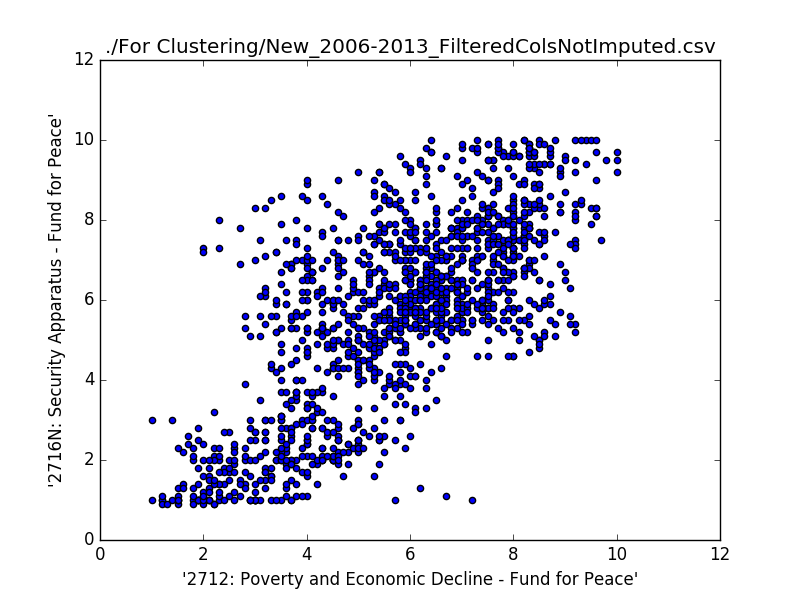 ./For Clustering/New_2006-2013_FilteredColsNotImputed.csv
12
10
8
6
4
2
0
'2716N: Security Apparatus - Fund for Peace'
0 2 4 6 8 10 12
'2712: Poverty and Economic Decline - Fund for Peace'